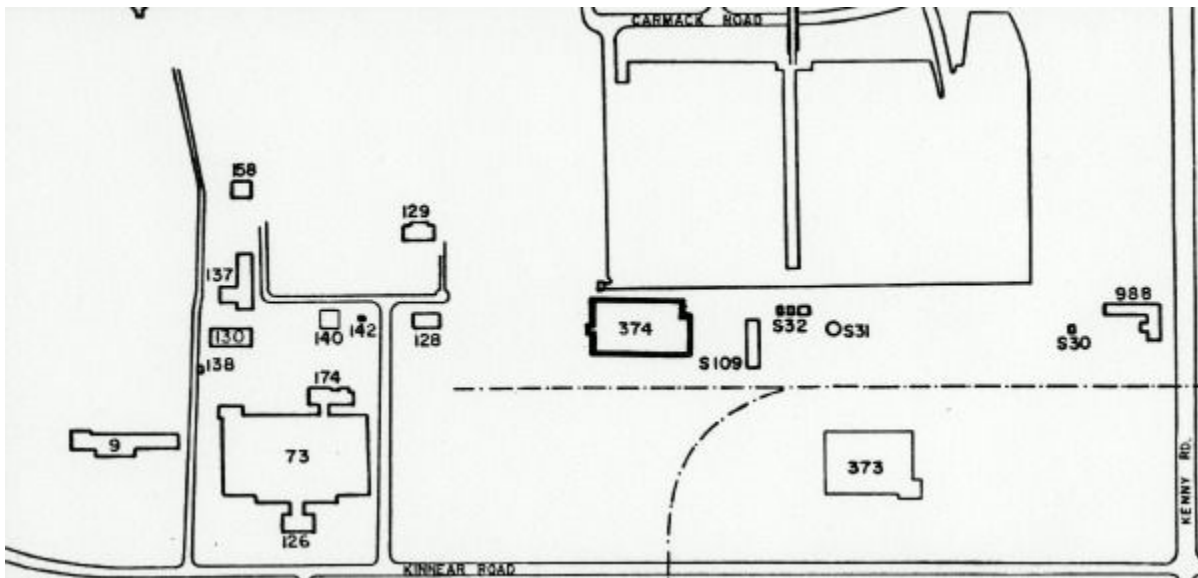 CARMACK ROAD
158
129
137
988
130
140
142
128
374
S32
S31
S30
S109
138
174
9
73
373
126
KENNY RD.
KINNEAR ROAD